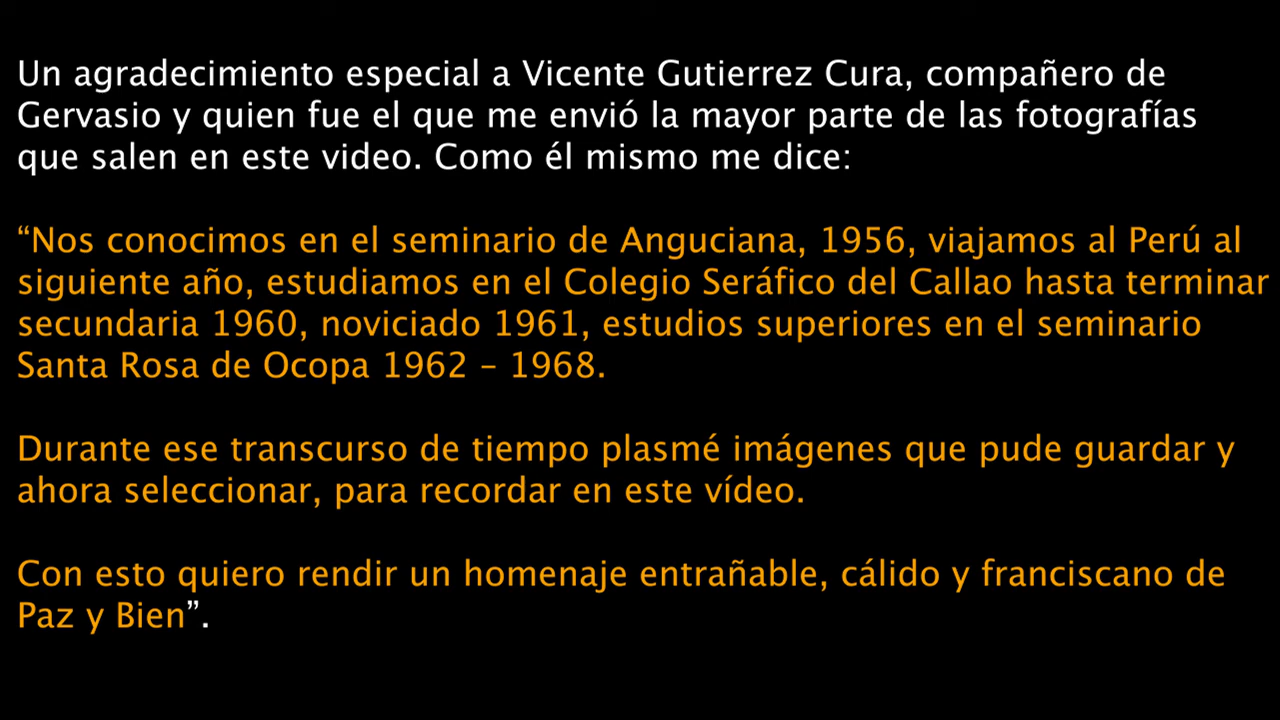 Un agradecimiento especial a Vicente Gutierrez Cura, compañero de
Gervasio y quien fue el que me envió la mayor parte de las fotografías
que salen en este video. Como él mismo me dice:
“Nos conocimos en el seminario de Anguciana, 1956, viajamos al Perú al
siguiente año, estudiamos en el Colegio Seráfico del Callao hasta terminar
secundaria 1960, noviciado 1961, estudios superiores en el seminario
Santa Rosa de Ocopa 1962 – 1968.
Durante ese transcurso de tiempo plasmé imágenes que pude guardar y
ahora seleccionar, para recordar en este vídeo.
Con esto quiero rendir un homenaje entrañable, cálido y franciscano de
Paz y Bien”.